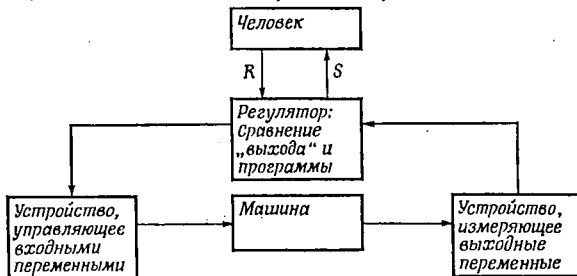 Человек
R
S
Регулятор:
Сравнение
„выхода“ и
программы
Устройство,
управляющее
входными
переменными
Машина
Устройство,
измеряющее
выходные
переменные